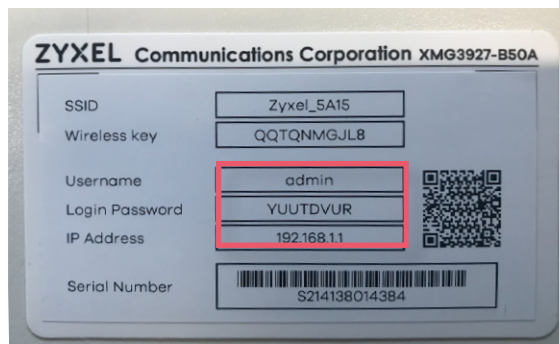 ZYXEL Communications Corporation XMG3927-B50A
SSID Zyxel_5A15
Wireless key QQTQNMGJL8
Username admin
Login Password YUUTDVUR
IP Address 192.168.1.1
Serial Number S214138014384